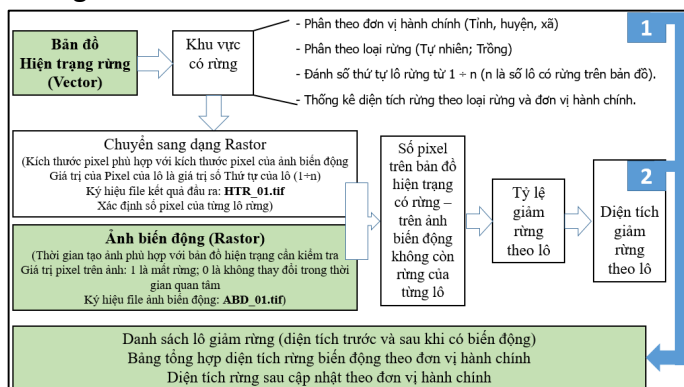 Bản đồ
Hiện trạng rừng
(Vector)
Khu vực
có rừng
- Phân theo đơn vị hành chính (Tỉnh, huyện, xã)
- Phân theo loại rừng (Tự nhiên; Trồng)
- Đánh số thứ tự lô rừng từ 1 ÷ n (n là số lô có rừng trên bản đồ).
- Thống kê diện tích rừng theo loại rừng và đơn vị hành chính.
1
Chuyển sang dạng Rastor
(Kích thước pixel phù hợp với kích thước pixel của ảnh biến động
Giá trị của Pixel của lô là giá trị số Thứ tự của lô (1÷n)
Ký hiệu file kết quả đầu ra: HTR_01.tif
Xác định số pixel của từng lô rừng)
Ảnh biến động (Rastor)
(Thời gian tạo ảnh phù hợp với bản đồ hiện trạng cần kiểm tra
Giá trị pixel trên ảnh: 1 là mất rừng; 0 là không thay đổi trong thời
gian quan tâm
Ký hiệu file ảnh biến động: ABD_01.tif)
Số pixel
trên bản đồ
hiện trạng
có rừng –
trên ảnh
biến động
không còn
rừng của
từng lô
Tỷ lệ
giảm
rừng
theo lô
2
Diện tích
giảm
rừng
theo lô
Danh sách lô giảm rừng (diện tích trước và sau khi có biến động)
Bảng tổng hợp diện tích rừng biến động theo đơn vị hành chính
Diện tích rừng sau cập nhật theo đơn vị hành chính